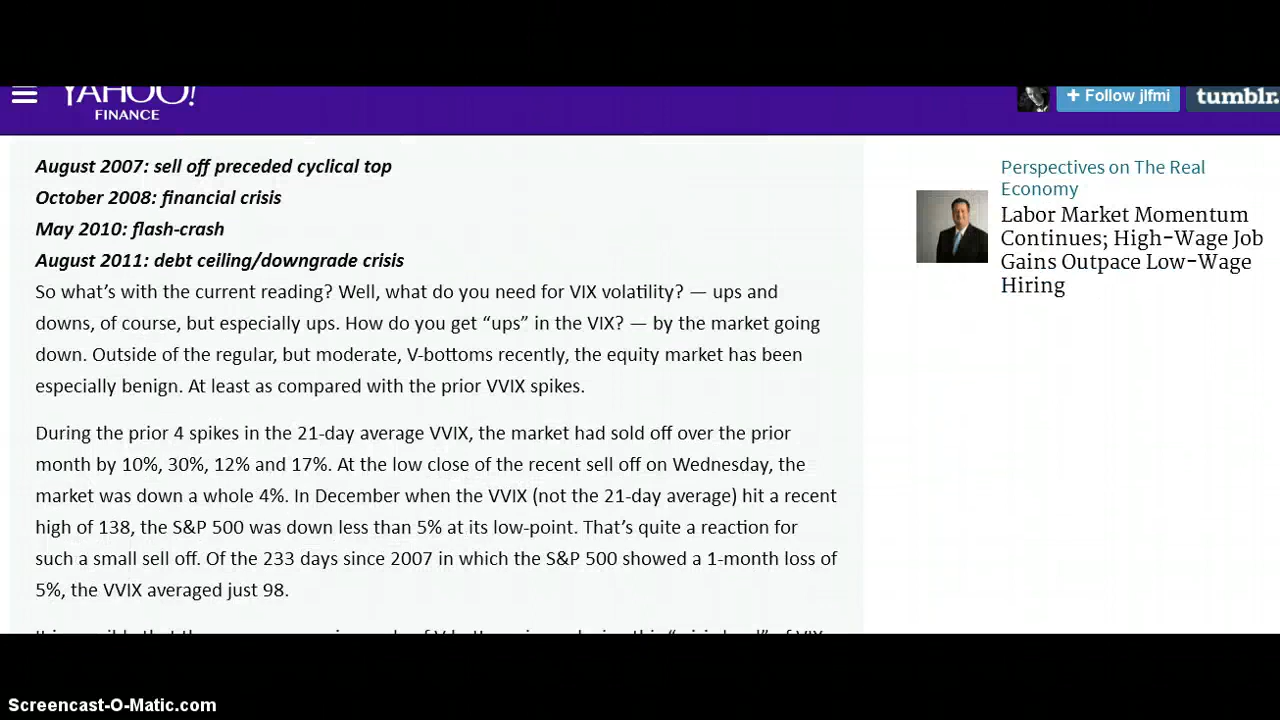 YAHOO!
FINANCE
+ Follow jlfmi
tumblr.
August 2007: sell off preceded cyclical top
October 2008: financial crisis
May 2010: flash-crash
August 2011: debt ceiling/downgrade crisis
So what’s with the current reading? Well, what do you need for VIX volatility? — ups and
downs, of course, but especially ups. How do you get “ups” in the VIX? — by the market going
down. Outside of the regular, but moderate, V-bottoms recently, the equity market has been
especially benign. At least as compared with the prior VVIX spikes.
During the prior 4 spikes in the 21-day average VVIX, the market had sold off over the prior
month by 10%, 30%, 12% and 17%. At the low close of the recent sell off on Wednesday, the
market was down a whole 4%. In December when the VVIX (not the 21-day average) hit a recent
high of 138, the S&P 500 was down less than 5% at its low-point. That’s quite a reaction for
such a small sell off. Of the 233 days since 2007 in which the S&P 500 showed a 1-month loss of
5%, the VVIX averaged just 98.
Perspectives on The Real
Economy
Labor Market Momentum
Continues; High-Wage Job
Gains Outpace Low-Wage
Hiring
Screencast-O-Matic.com